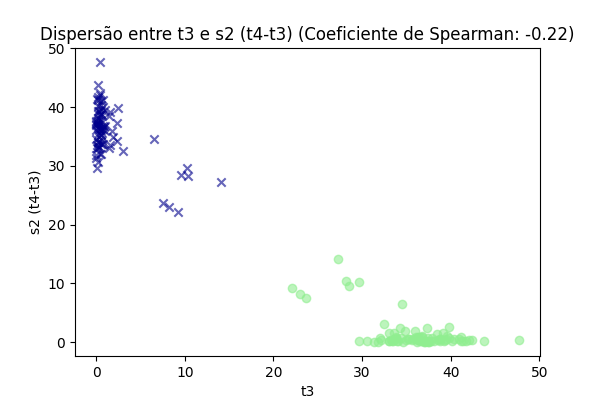 Dispersão entre t3 e s2 (t4-t3) (Coeficiente de Spearman: -0.22)
50
40
30
20
10
0
s2 (t4-t3)
0 10 20 30 40 50
t3